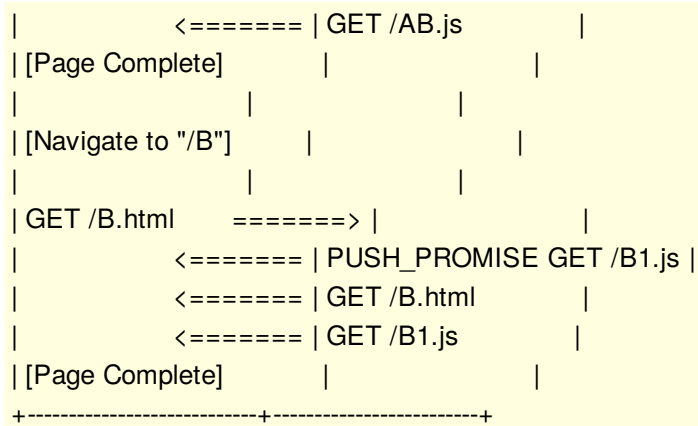 |                   <======= | GET /AB.js              |
| [Page Complete]            |                         |
|                            |                         |
| [Navigate to "/B"]         |                         |
|                            |                         |
| GET /B.html       =======> |                         |
|                   <======= | PUSH_PROMISE GET /B1.js |
|                   <======= | GET /B.html             |
|                   <======= | GET /B1.js              |
| [Page Complete]            |                         |
+----------------------------+-------------------------+